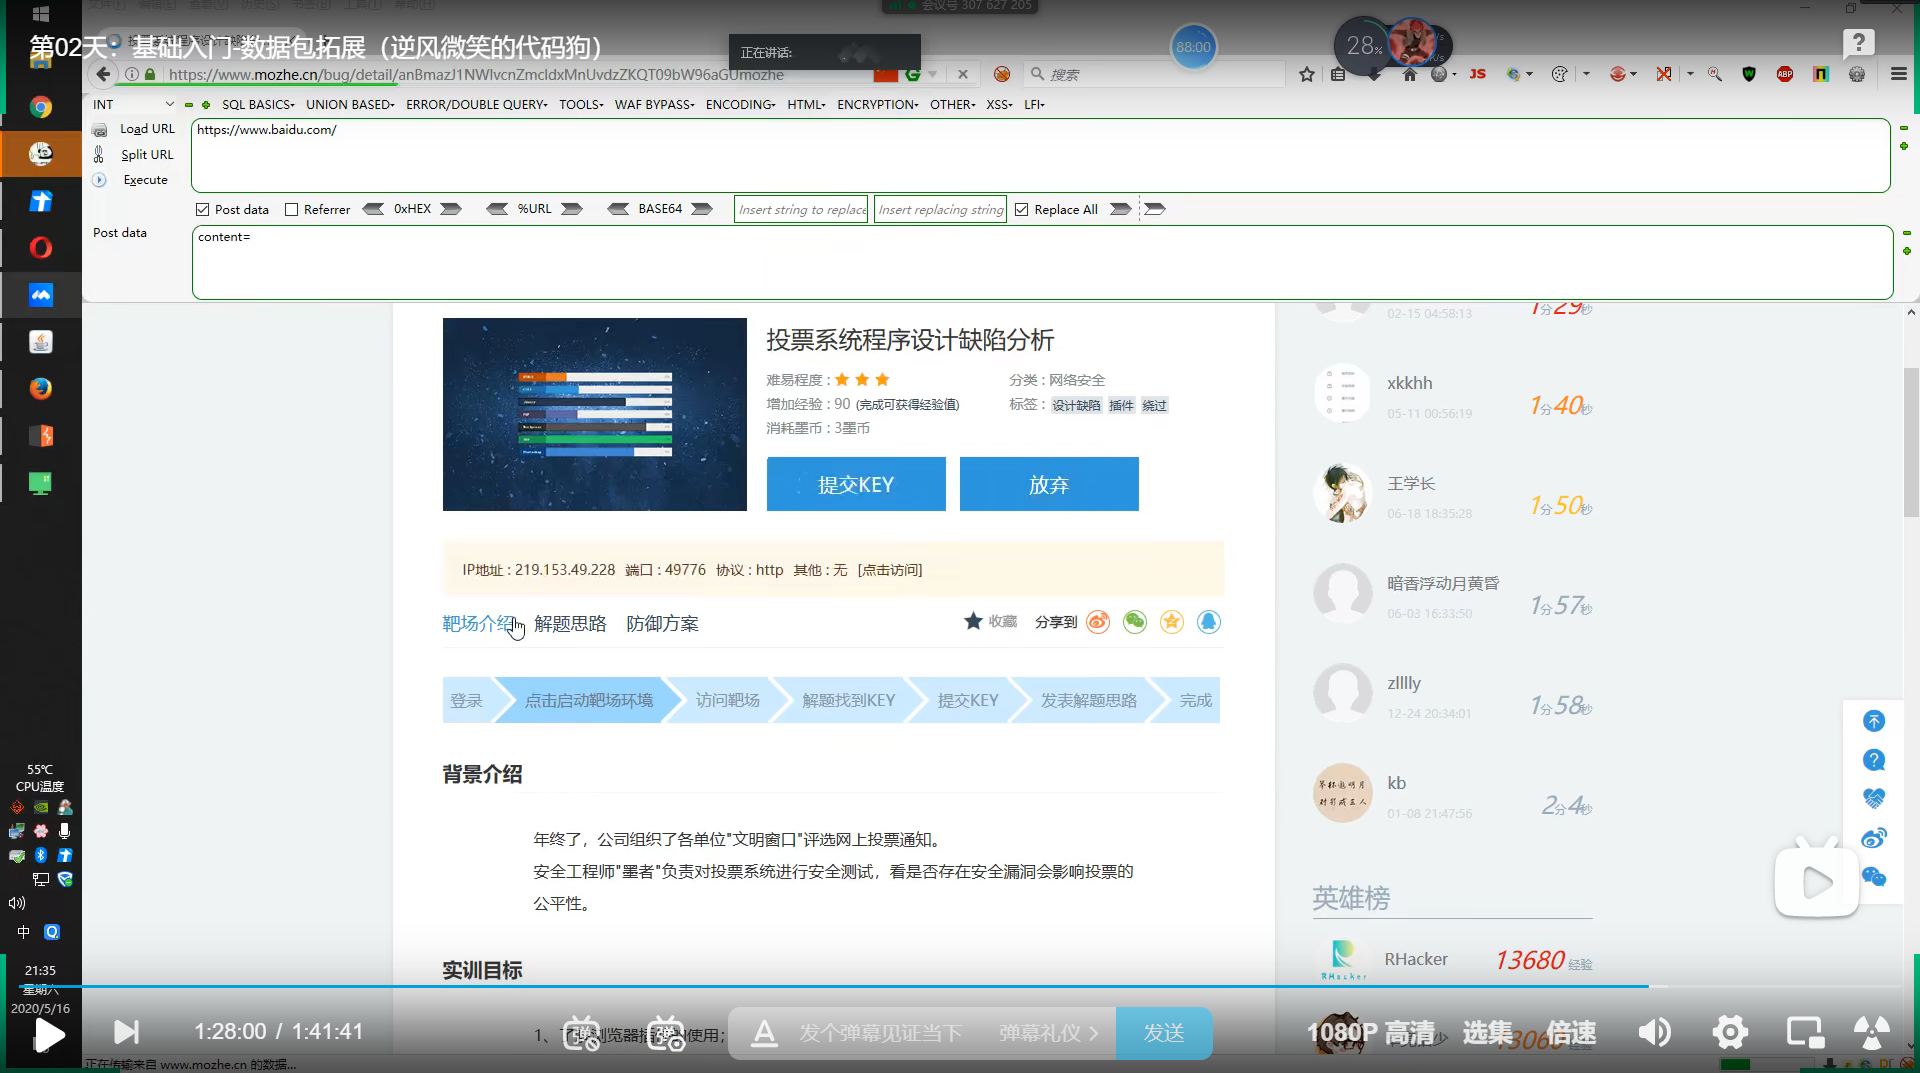 会议号 307 627 205
第02天：基础入门-数据包拓展（逆风微笑的代码狗）
正在讲话:
88:00
28%
https://www.mozhe.cn/bug/detail/anBmazJ1NWIvcnZmcldxMnUvdzZKQT09bW96aGUmozhe
搜索
JS
ABP
INT
SQL BASICS
UNION BASED
ERROR/DOUBLE QUERY
TOOLS
WAF BYPASS
ENCODING
HTML
ENCRYPTION
OTHER
XSS
LFI
Load URL
https://www.baidu.com/
Split URL
Execute
Post data
Referrer
0xHEX
%URL
BASE64
Insert string to replace
Insert replacing string
Replace All
Post data
content=
投票系统程序设计缺陷分析
难易程度 :
分类 : 网络安全
增加经验 : 90 (完成可获得经验值)
标签 : 设计缺陷 插件 绕过
消耗墨币 : 3墨币
提交KEY
放弃
IP地址 : 219.153.49.228 端口 : 49776 协议 : http 其他 : 无 [点击访问]
靶场介绍
解题思路
防御方案
收藏
分享到
登录
点击启动靶场环境
访问靶场
解题找到KEY
提交KEY
发表解题思路
完成
背景介绍
年终了，公司组织了各单位"文明窗口"评选网上投票通知。
安全工程师"墨者"负责对投票系统进行安全测试，看是否存在安全漏洞会影响投票的
公平性。
实训目标
02-15 04:58:13
1分29秒
xkkhh
05-11 00:56:19
1分40秒
王学长
06-18 18:35:28
1分50秒
暗香浮动月黄昏
06-03 16:33:50
1分57秒
zlllly
12-24 20:34:01
1分58秒
kb
01-08 21:47:56
2分4秒
英雄榜
RHacker
13680 经验
55℃
CPU温度
中
21:35
星期六
2020/5/16
1:28:00 / 1:41:41
发个弹幕见证当下
弹幕礼仪
发送
1080P 高清
选集
倍速
正在传输来自 www.mozhe.cn 的数据...